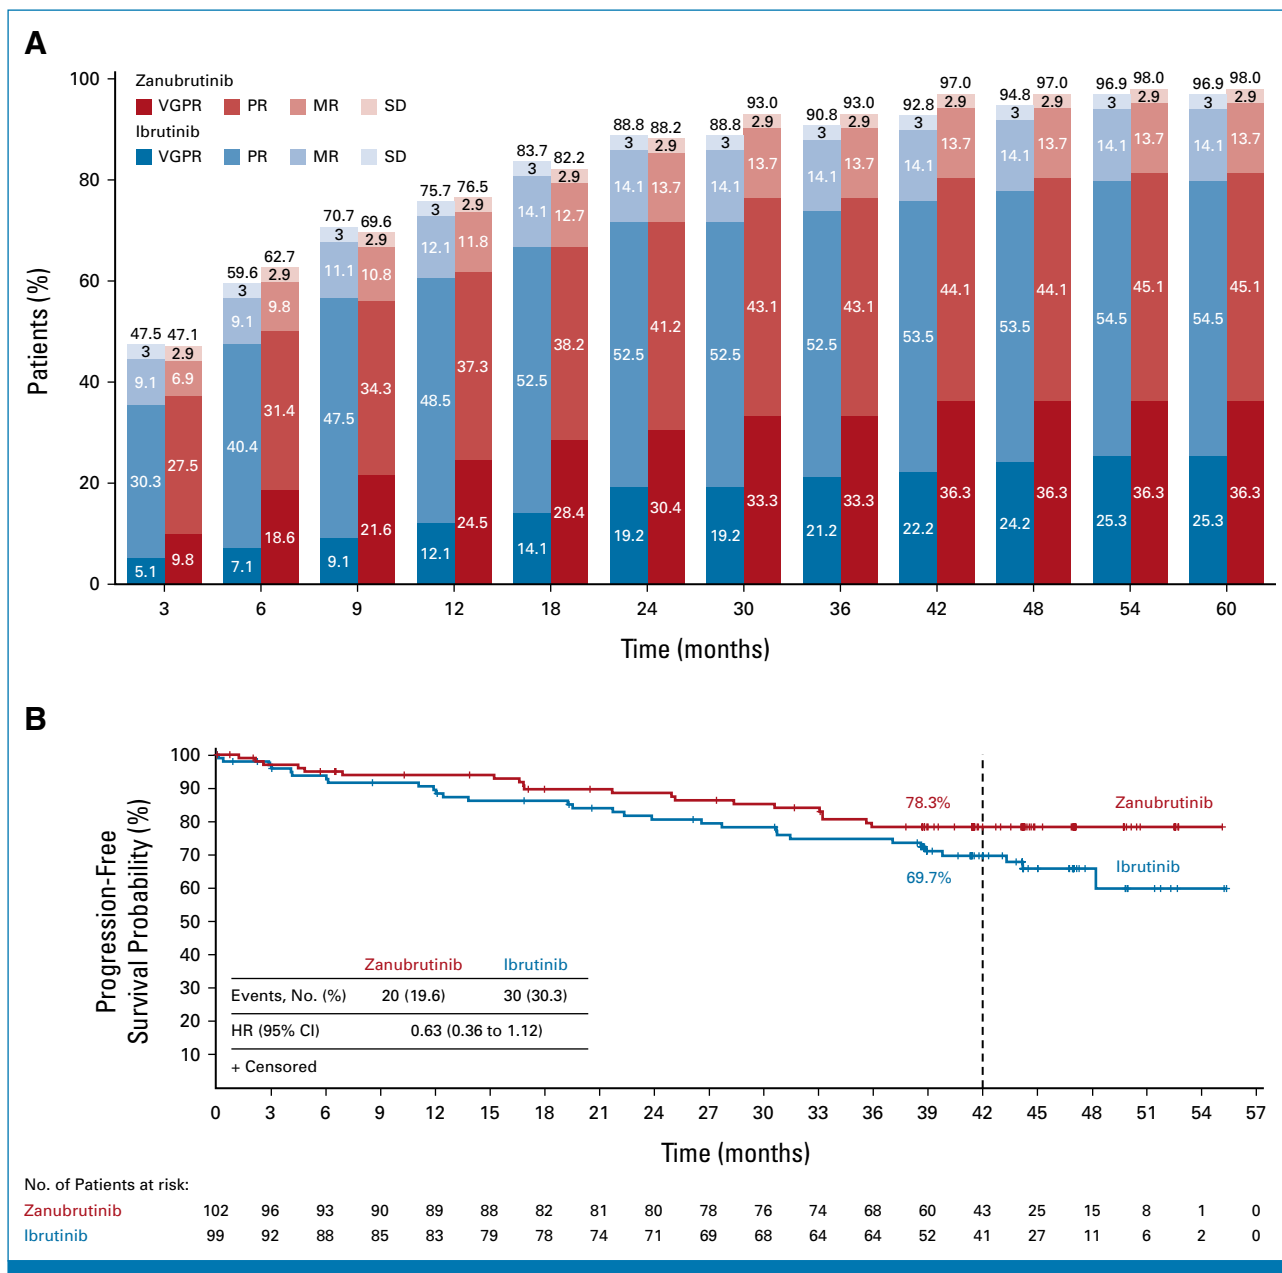 A
Zanubrutinib
VGPR PR MR SD
Ibrutinib
VGPR PR MR SD
Patients (%)
100
80
60
40
20
0
47.5 47.1
59.6 62.7
70.7 69.6
75.7 76.5
83.7 82.2
88.8 88.2
88.8 93.0
90.8 93.0
92.8 97.0
94.8 97.0
96.9 98.0
96.9 98.0
3 2.9 3 2.9 3 2.9 3 2.9 3 2.9 3 2.9 3 2.9 3 2.9 3 2.9 3 2.9 3 2.9 3 2.9
9.1 6.9 9.1 9.8 11.1 10.8 12.1 11.8 14.1 12.7 14.1 13.7 14.1 13.7 14.1 13.7 14.1 13.7 14.1 13.7 14.1 13.7 14.1 13.7
30.3 27.5 40.4 31.4 47.5 34.3 48.5 37.3 52.5 38.2 52.5 41.2 52.5 43.1 52.5 43.1 53.5 44.1 53.5 44.1 54.5 45.1 54.5 45.1
5.1 9.8 7.1 18.6 9.1 21.6 12.1 24.5 14.1 28.4 19.2 30.4 19.2 33.3 21.2 33.3 22.2 36.3 24.2 36.3 25.3 36.3 25.3 36.3
3 6 9 12 18 24 30 36 42 48 54 60
Time (months)
B
Progression-Free
Survival Probability (%)
100
90
80
70
60
50
40
30
20
10
78.3%
Zanubrutinib
69.7%
Ibrutinib
Zanubrutinib Ibrutinib
Events, No. (%) 20 (19.6) 30 (30.3)
HR (95% CI) 0.63 (0.36 to 1.12)
+ Censored
0 3 6 9 12 15 18 21 24 27 30 33 36 39 42 45 48 51 54 57
Time (months)
No. of Patients at risk:
Zanubrutinib 102 96 93 90 89 88 82 81 80 78 76 74 68 60 43 25 15 8 1 0
Ibrutinib 99 92 88 85 83 79 78 74 71 69 68 64 64 52 41 27 11 6 2 0